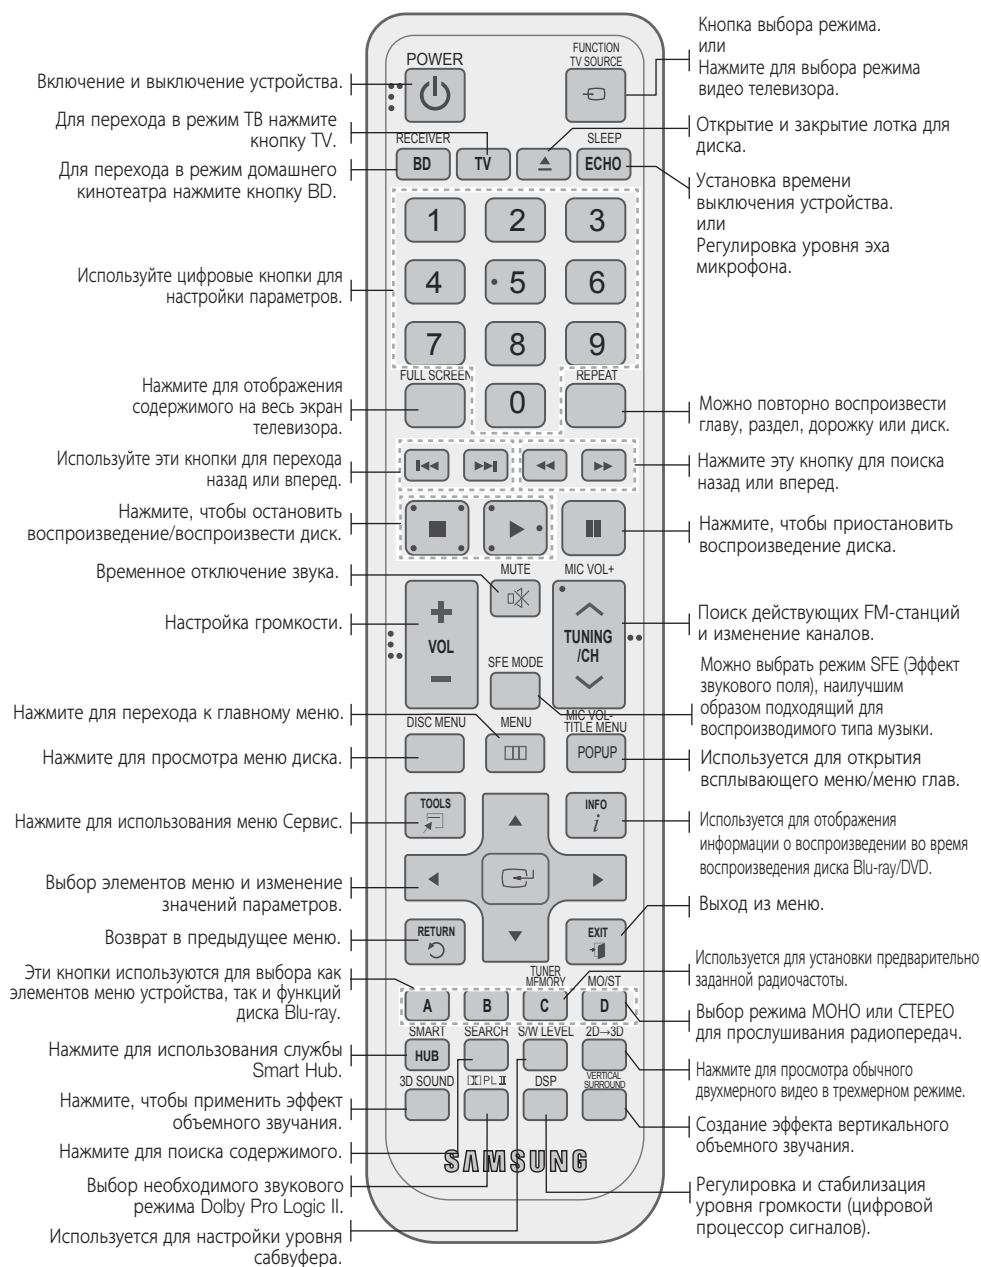 Включение и выключение устройства.
Для перехода в режим ТВ нажмите
кнопку TV.
Для перехода в режим домашнего
кинотеатра нажмите кнопку BD.
Используйте цифровые кнопки для
настройки параметров.
Нажмите для отображения
содержимого на весь экран
телевизора.
Используйте эти кнопки для перехода
назад или вперед.
Нажмите, чтобы остановить
воспроизведение/воспроизвести диск.
Временное отключение звука.
Настройка громкости.
Нажмите для перехода к главному меню.
Нажмите для просмотра меню диска.
Нажмите для использования меню Сервис.
Выбор элементов меню и изменение
значений параметров.
Возврат в предыдущее меню.
Эти кнопки используются для выбора как
элементов меню устройства, так и функций
диска Blu-ray.
Нажмите для использования службы
Smart Hub.
Нажмите, чтобы применить эффект
объемного звучания.
Нажмите для поиска содержимого.
Выбор необходимого звукового
режима Dolby Pro Logic II.
Используется для настройки уровня
сабвуфера.
POWER
FUNCTION
TV SOURCE
RECEIVER
SLEEP
BD
TV
ECHO
1
2
3
4
5
6
7
8
9
FULL SCREEN
0
REPEAT
MUTE
MIC VOL+
VOL
TUNING
/CH
SFE MODE
MIC VOL-
DISC MENU
MENU
TITLE MENU
POPUP
TOOLS
INFO
i
RETURN
EXIT
TUNER
MEMORY
MO/ST
A
B
C
D
SMART
SEARCH
S/W LEVEL
2D→3D
HUB
3D SOUND
PL II
DSP
VERTICAL
SURROUND
SAMSUNG
Кнопка выбора режима.
или
Нажмите для выбора режима
видео телевизора.
Открытие и закрытие лотка для
диска.
Установка времени
выключения устройства.
или
Регулировка уровня эха
микрофона.
Можно повторно воспроизвести
главу, раздел, дорожку или диск.
Нажмите эту кнопку для поиска
назад или вперед.
Нажмите, чтобы приостановить
воспроизведение диска.
Поиск действующих FM-станций
и изменение каналов.
Можно выбрать режим SFE (Эффект
звукового поля), наилучшим
образом подходящий для
воспроизводимого типа музыки.
Используется для открытия
всплывающего меню/меню глав.
Используется для отображения
информации о воспроизведении во время
воспроизведения диска Blu-ray/DVD.
Выход из меню.
Используется для установки предварительно
заданной радиочастоты.
Выбор режима МОНО или СТЕРЕО
для прослушивания радиопередач.
Нажмите для просмотра обычного
двухмерного видео в трехмерном режиме.
Создание эффекта вертикального
объемного звучания.
Регулировка и стабилизация
уровня громкости (цифровой
процессор сигналов).